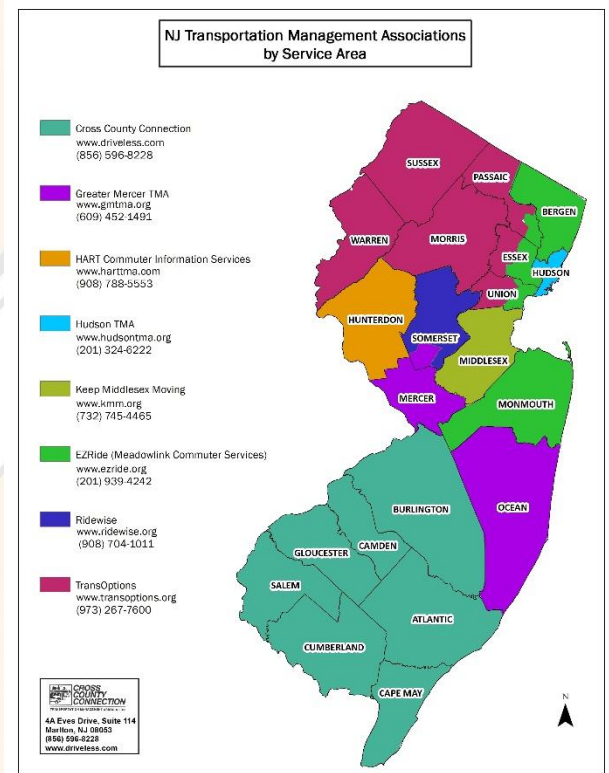 NJ Transportation Management Associations
by Service Area
Cross County Connection
www.driveless.com
(856) 596-8228
Greater Mercer TMA
www.gmtma.org
(609) 452-1491
HART Commuter Information Services
www.harttma.com
(908) 788-5553
Hudson TMA
www.hudsontma.org
(201) 324-6222
Keep Middlesex Moving
www.kmm.org
(732) 745-4465
EZRide (Meadowlink Commuter Services)
www.ezride.org
(201) 939-4242
Ridewise
www.ridewise.org
(908) 704-1011
TransOptions
www.transoptions.org
(973) 267-7600
SUSSEX
PASSAIC
BERGEN
WARREN
MORRIS
ESSEX
HUDSON
UNION
HUNTERDON
SOMERSET
MIDDLESEX
MERCER
MONMOUTH
OCEAN
BURLINGTON
CAMDEN
GLOUCESTER
SALEM
ATLANTIC
CUMBERLAND
CAPE MAY
CROSS
COUNTY
CONNECTION
4A Eves Drive, Suite 114
Marlton, NJ 08053
(856) 596-8228
www.driveless.com
N